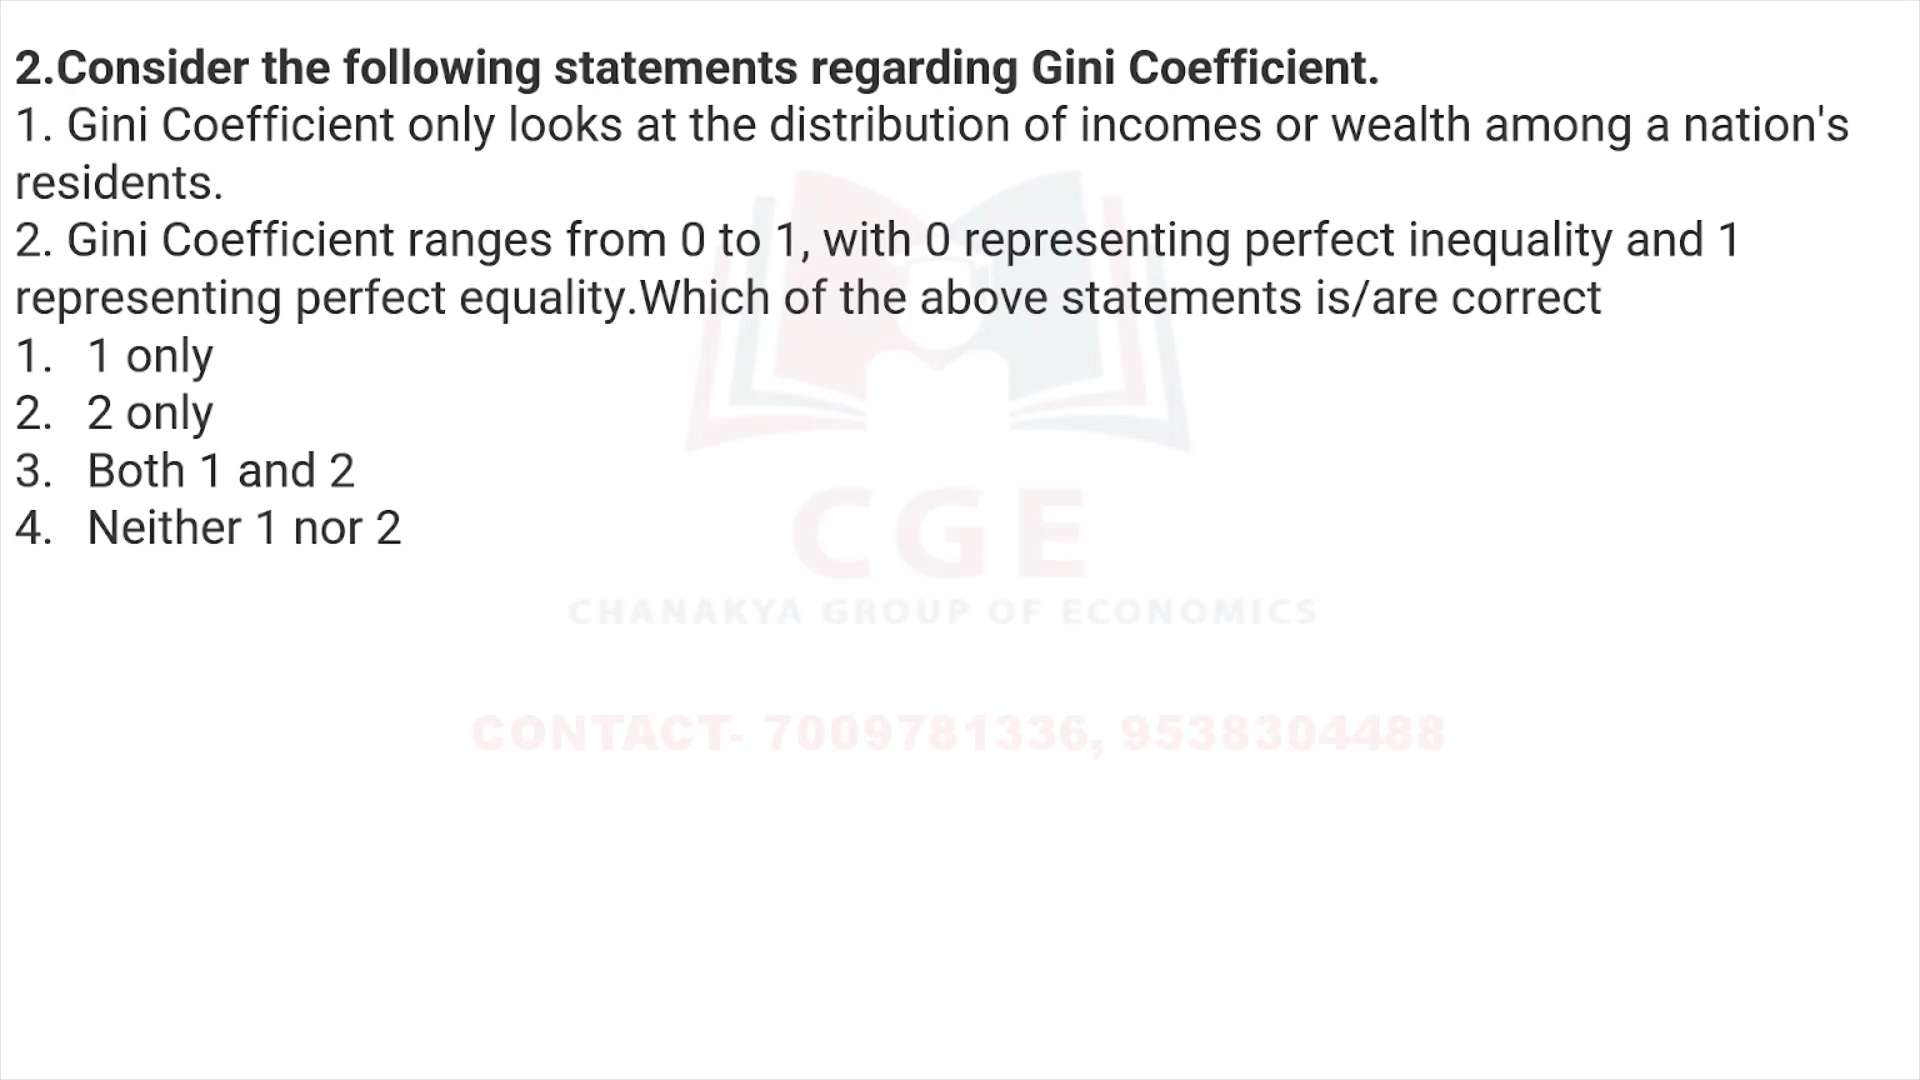 2.Consider the following statements regarding Gini Coefficient.
1. Gini Coefficient only looks at the distribution of incomes or wealth among a nation's
residents.
2. Gini Coefficient ranges from 0 to 1, with 0 representing perfect inequality and 1
representing perfect equality.Which of the above statements is/are correct
1. 1 only
2. 2 only
3. Both 1 and 2
4. Neither 1 nor 2
CGE
CHANAKYA GROUP OF ECONOMICS
CONTACT- 7009781336, 9538304488